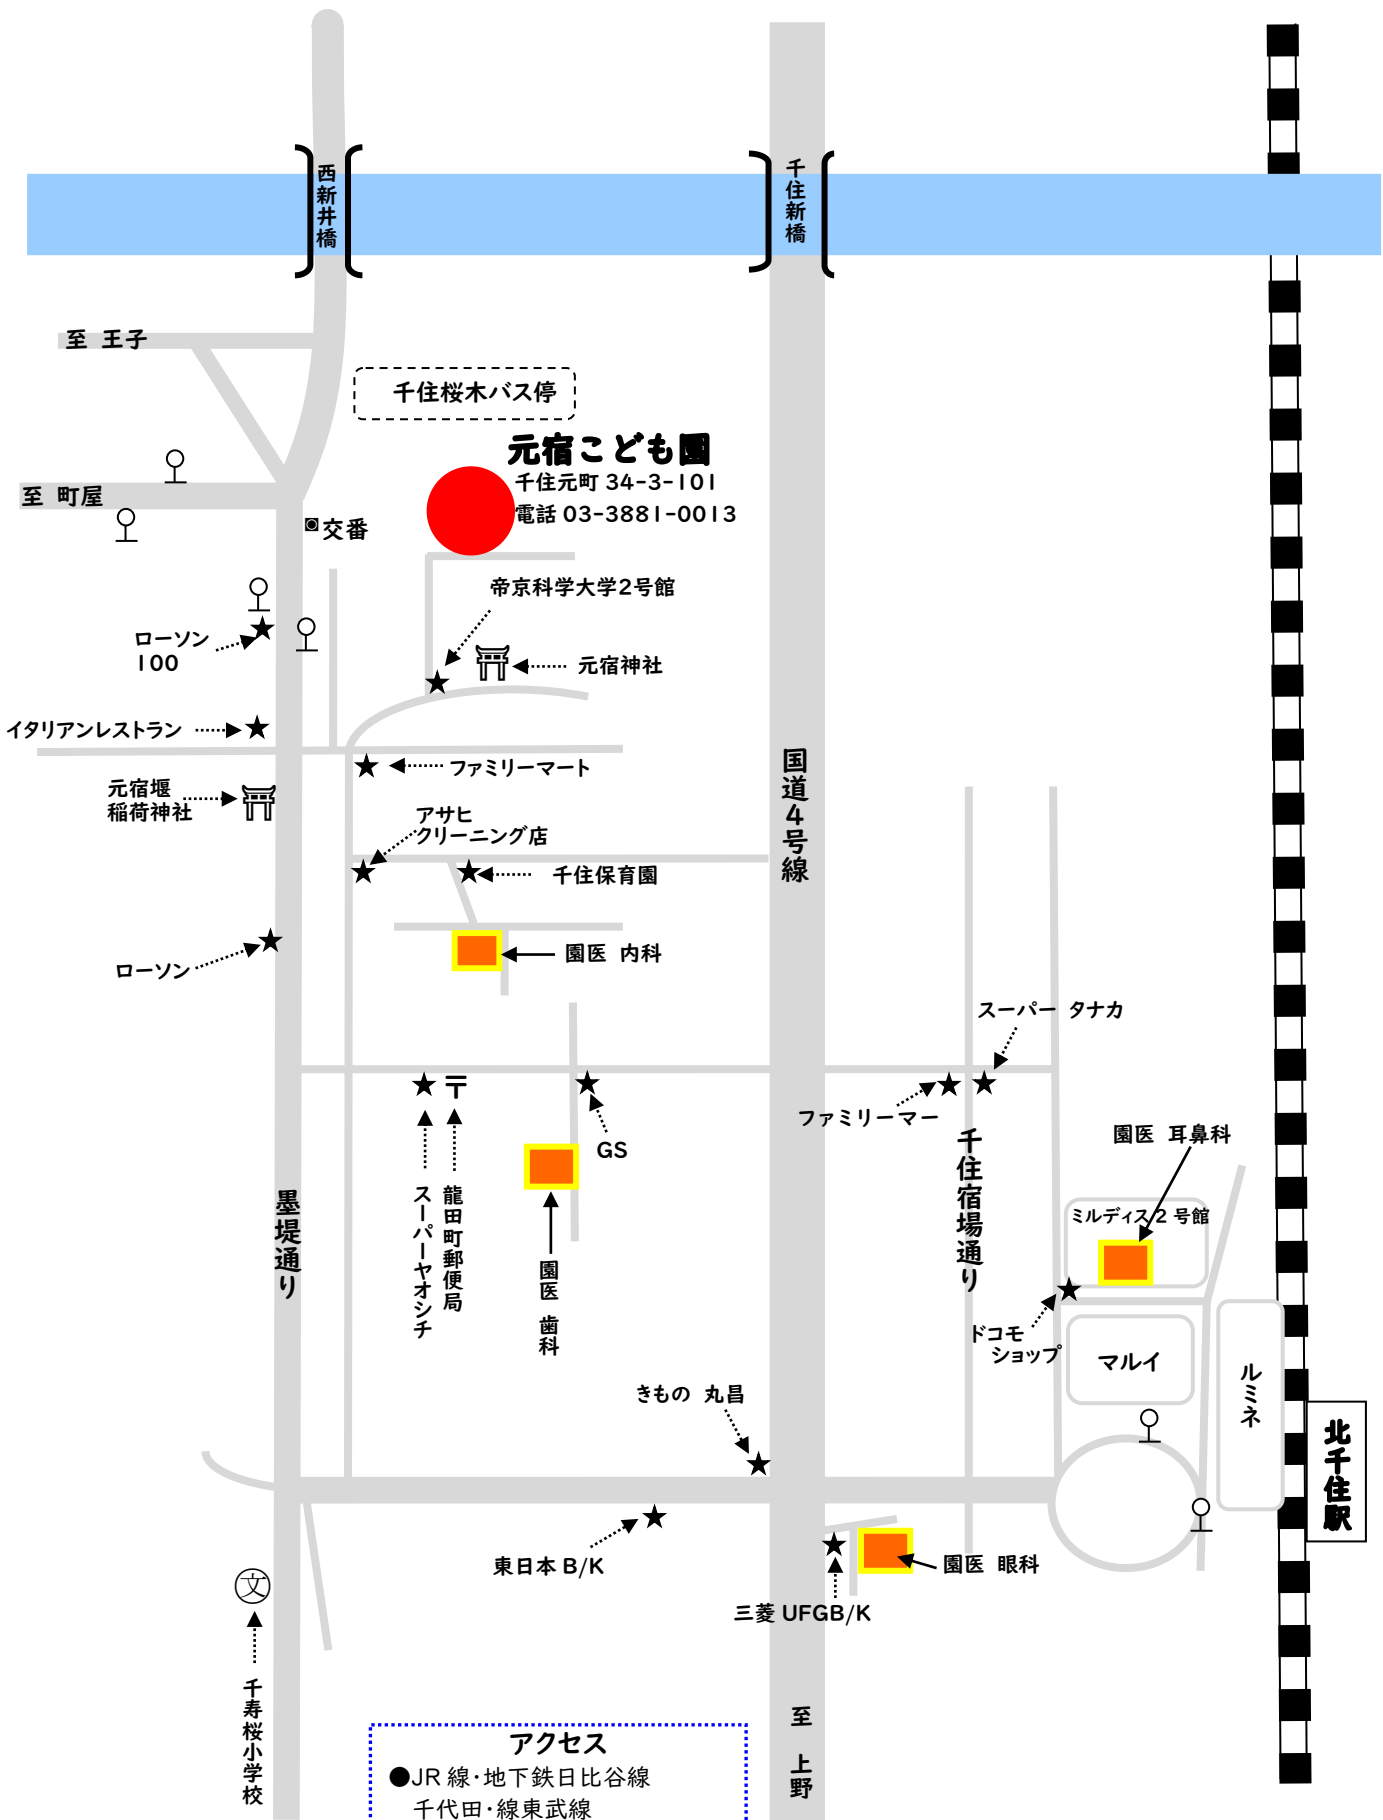 西新井橋
千住新橋
至 王子
千住桜木バス停
元宿こども園
千住元町 34-3-101
電話 03-3881-0013
至 町屋
交番
帝京科学大学2号館
ローソン
100
元宿神社
イタリアンレストラン
ファミリーマート
国道4号線
元宿堰
稲荷神社
アサヒ
クリーニング店
千住保育園
園医 内科
ローソン
スーパー タナカ
ファミリーマー
園医 耳鼻科
GS
千住宿場通り
墨堤通り
スーパーヤオシチ
龍田町郵便局
園医 歯科
ミルディス2号館
ドコモ
ショップ
マルイ
ルミネ
きもの 丸昌
北千住駅
東日本 B/K
園医 眼科
三菱 UFGB/K
文
千寿桜小学校
至 上野
アクセス
●JR 線・地下鉄日比谷線
千代田・線東武線